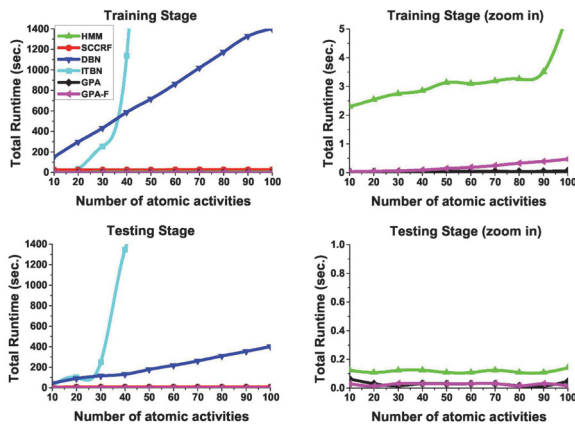 Training Stage
1400
1200
1000
800
600
400
200
0
Total Runtime (sec.)
HMM
SCCRF
DBN
ITBN
GPA
GPA-F
10 20 30 40 50 60 70 80 90 100
Number of atomic activities
Training Stage (zoom in)
5
4
3
2
1
0
Total Runtime (sec.)
10 20 30 40 50 60 70 80 90 100
Number of atomic activities
Testing Stage
1400
1200
1000
800
600
400
200
0
Total Runtime (sec.)
10 20 30 40 50 60 70 80 90 100
Number of atomic activities
Testing Stage (zoom in)
1.0
0.8
0.6
0.4
0.2
0.0
Total Runtime (sec.)
10 20 30 40 50 60 70 80 90 100
Number of atomic activities